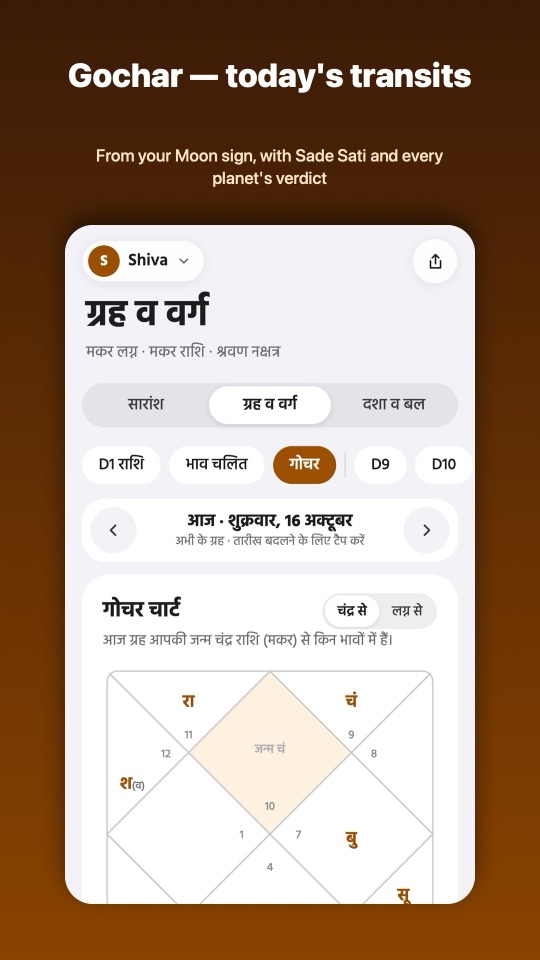 Gochar — today's transits
From your Moon sign, with Sade Sati and every
planet's verdict
S Shiva
ग्रह व वर्ग
मकर लग्न · मकर राशि · श्रवण नक्षत्र
सारांश ग्रह व वर्ग दशा व बल
D1 राशि भाव चलित गोचर D9 D10
आज · शुक्रवार, 16 अक्टूबर
अभी के ग्रह · तारीख बदलने के लिए टैप करें
गोचर चार्ट चंद्र से लग्न से
आज ग्रह आपकी जन्म चंद्र राशि (मकर) से किन भावों में हैं।
रा चं
11 9
जन्म चं
12 8
श(व)
10
1 7 बु
4
सू